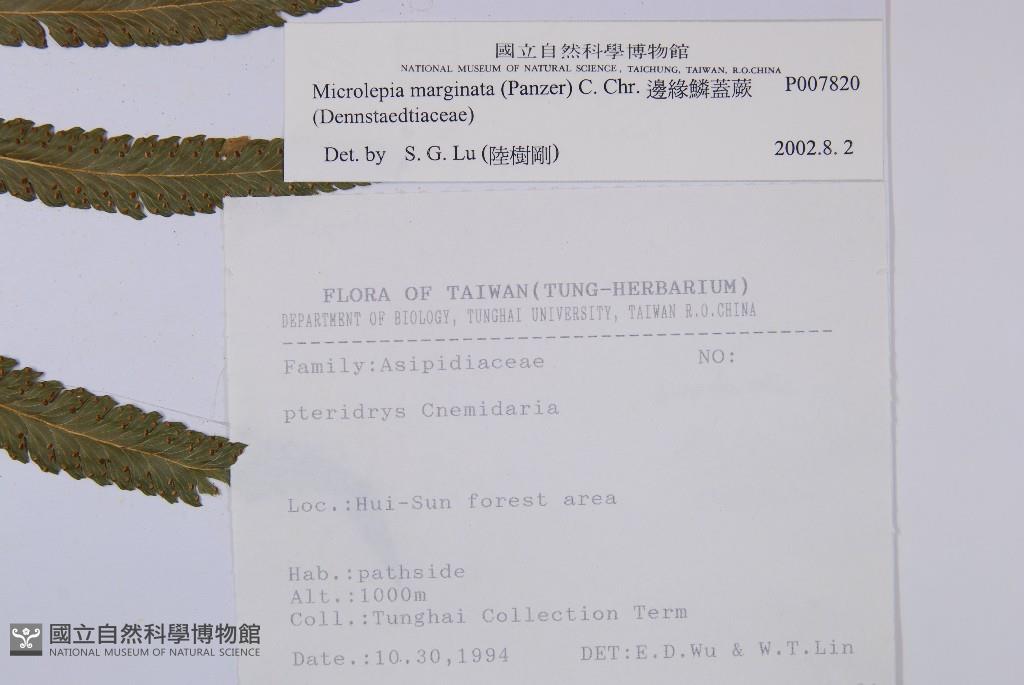 國立自然科學博物館
NATIONAL MUSEUM OF NATURAL SCIENCE, TAICHUNG, TAIWAN, R.O.CHINA
Microlepia marginata (Panzer) C. Chr. 邊緣鱗蓋蕨 P007820
(Dennstaedtiaceae)
Det. by S. G. Lu (陸樹剛) 2002.8. 2
FLORA OF TAIWAN(TUNG-HERBARIUM)
DEPARTMENT OF BIOLOGY, TUNGHAI UNIVERSITY, TAIWAN R.O.CHINA
Family:Asipidiaceae NO:
pteridrys Cnemidaria
Loc.:Hui-Sun forest area
Hab.:pathside
Alt.:1000m
Coll.:Tunghai Collection Term
Date.:10.30,1994 DET:E.D.Wu & W.T.Lin
國立自然科學博物館
NATIONAL MUSEUM OF NATURAL SCIENCE